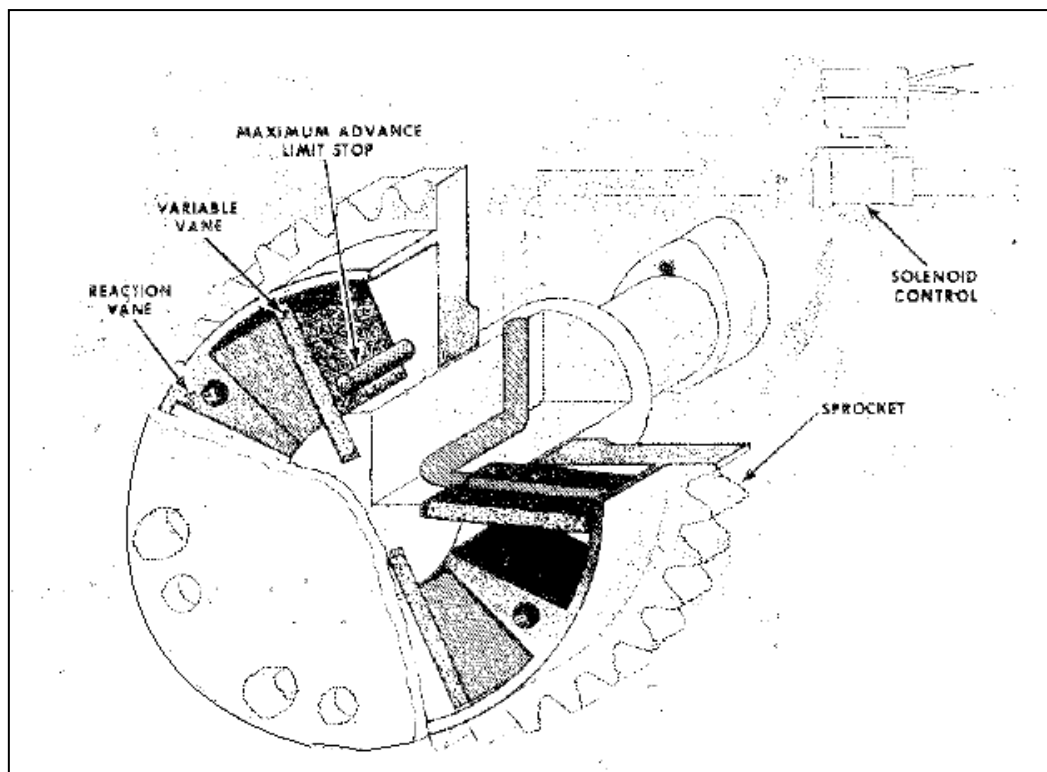 MAXIMUM ADVANCE
LIMIT STOP
VARIABLE
VANE
REACTION
VANE
SOLENOID
CONTROL
SPROCKET